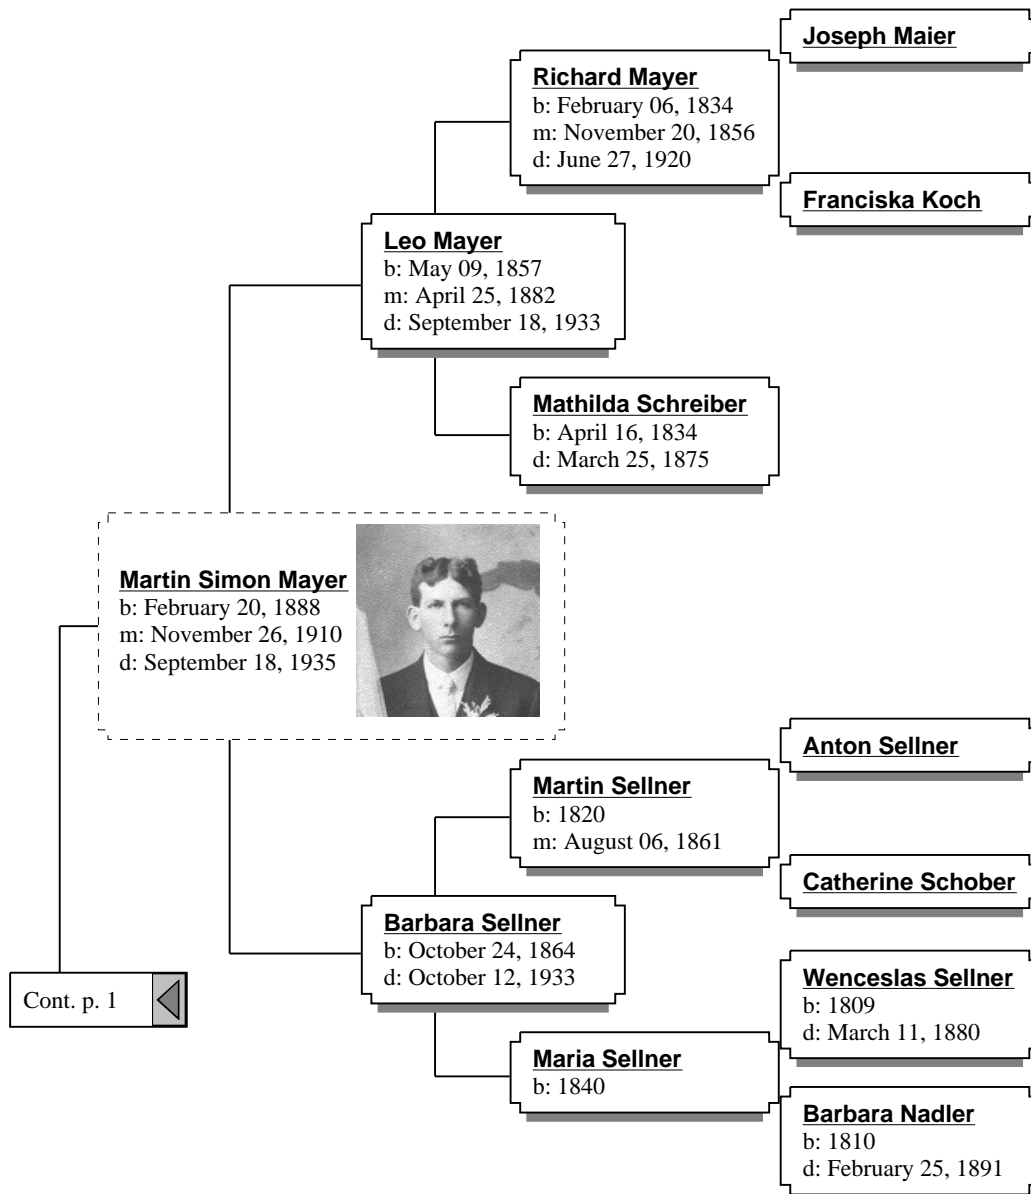 Joseph Maier
Richard Mayer
b: February 06, 1834
m: November 20, 1856
d: June 27, 1920
Franciska Koch
Leo Mayer
b: May 09, 1857
m: April 25, 1882
d: September 18, 1933
Mathilda Schreiber
b: April 16, 1834
d: March 25, 1875
Martin Simon Mayer
b: February 20, 1888
m: November 26, 1910
d: September 18, 1935
Anton Sellner
Martin Sellner
b: 1820
m: August 06, 1861
Catherine Schober
Barbara Sellner
b: October 24, 1864
d: October 12, 1933
Wenceslas Sellner
b: 1809
d: March 11, 1880
Cont. p. 1
Maria Sellner
b: 1840
Barbara Nadler
b: 1810
d: February 25, 1891